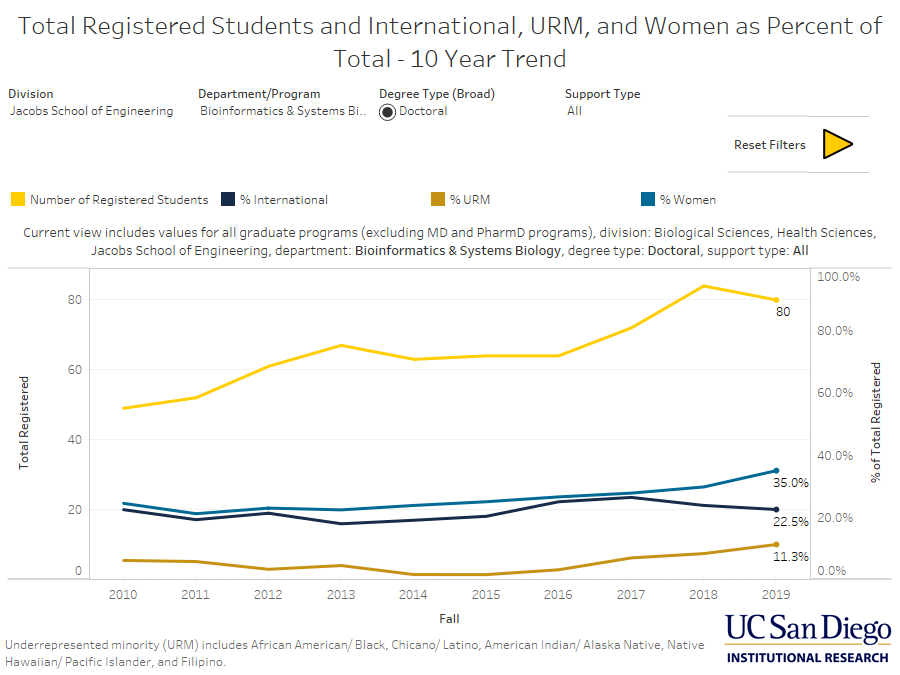 Total Registered Students and International, URM, and Women as Percent of
Total - 10 Year Trend
Division
Department/Program
Degree Type (Broad)
Support Type
Jacobs School of Engineering
Bioinformatics & Systems Bi..
Doctoral
All
Reset Filters
Number of Registered Students
% International
% URM
% Women
Current view includes values for all graduate programs (excluding MD and PharmD programs), division: Biological Sciences, Health Sciences,
Jacobs School of Engineering, department: Bioinformatics & Systems Biology, degree type: Doctoral, support type: All
Total Registered
80
60
40
20
0
80
35.0%
22.5%
11.3%
100.0%
80.0%
60.0%
40.0%
20.0%
0.0%
% of Total Registered
2010 2011 2012 2013 2014 2015 2016 2017 2018 2019
Fall
Underrepresented minority (URM) includes African American/ Black, Chicano/ Latino, American Indian/ Alaska Native, Native
Hawaiian/ Pacific Islander, and Filipino.
UC San Diego
INSTITUTIONAL RESEARCH